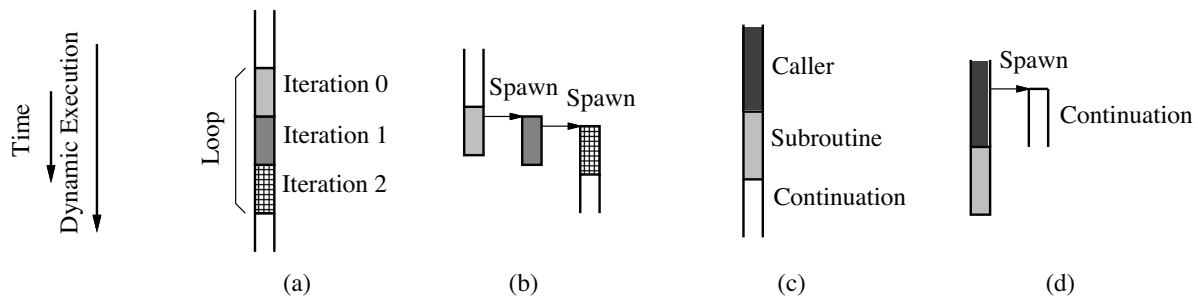 Time
Dynamic Execution
Loop
Iteration 0
Iteration 1
Iteration 2
(a)
Spawn
Spawn
(b)
Caller
Subroutine
Continuation
(c)
Spawn
Continuation
(d)